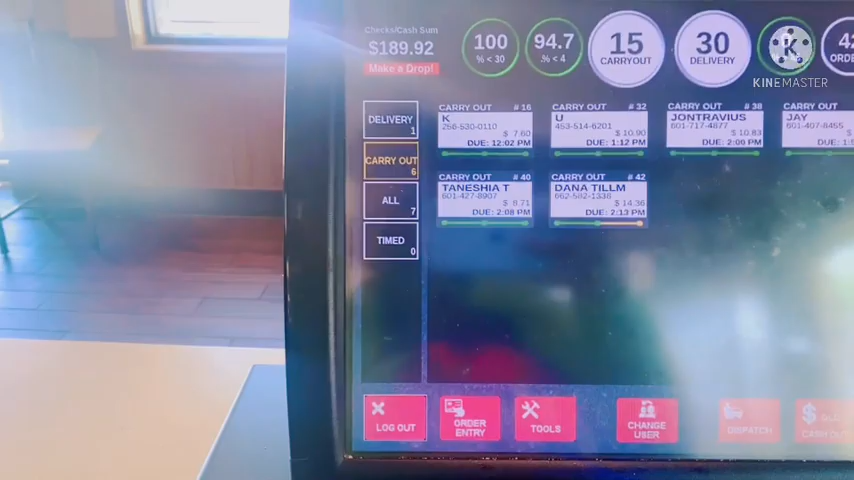 Checks/Cash Sum
$189.92
Make a Drop!
100
% < 30
94.7
% < 4
15
CARRYOUT
30
DELIVERY
K
KINEMASTER
DELIVERY
1
CARRY OUT
6
ALL
7
TIMED
0
CARRY OUT # 16
K
256-530-0110
$ 7.60
DUE: 12:02 PM
CARRY OUT # 32
U
453-514-6201
$ 10.90
DUE: 1:12 PM
CARRY OUT # 38
JONTRAVIUS
601-717-4877
$ 10.83
DUE: 2:00 PM
CARRY OUT
JAY
601-407-8455
$
DUE:
CARRY OUT # 40
TANESHIA T
601-427-8907
$ 8.71
DUE: 2:08 PM
CARRY OUT # 42
DANA TILLM
662-592-1338
$ 14.36
DUE: 2:13 PM
LOG OUT
ORDER
ENTRY
TOOLS
CHANGE
USER
DISPATCH
$
CARRY OUT